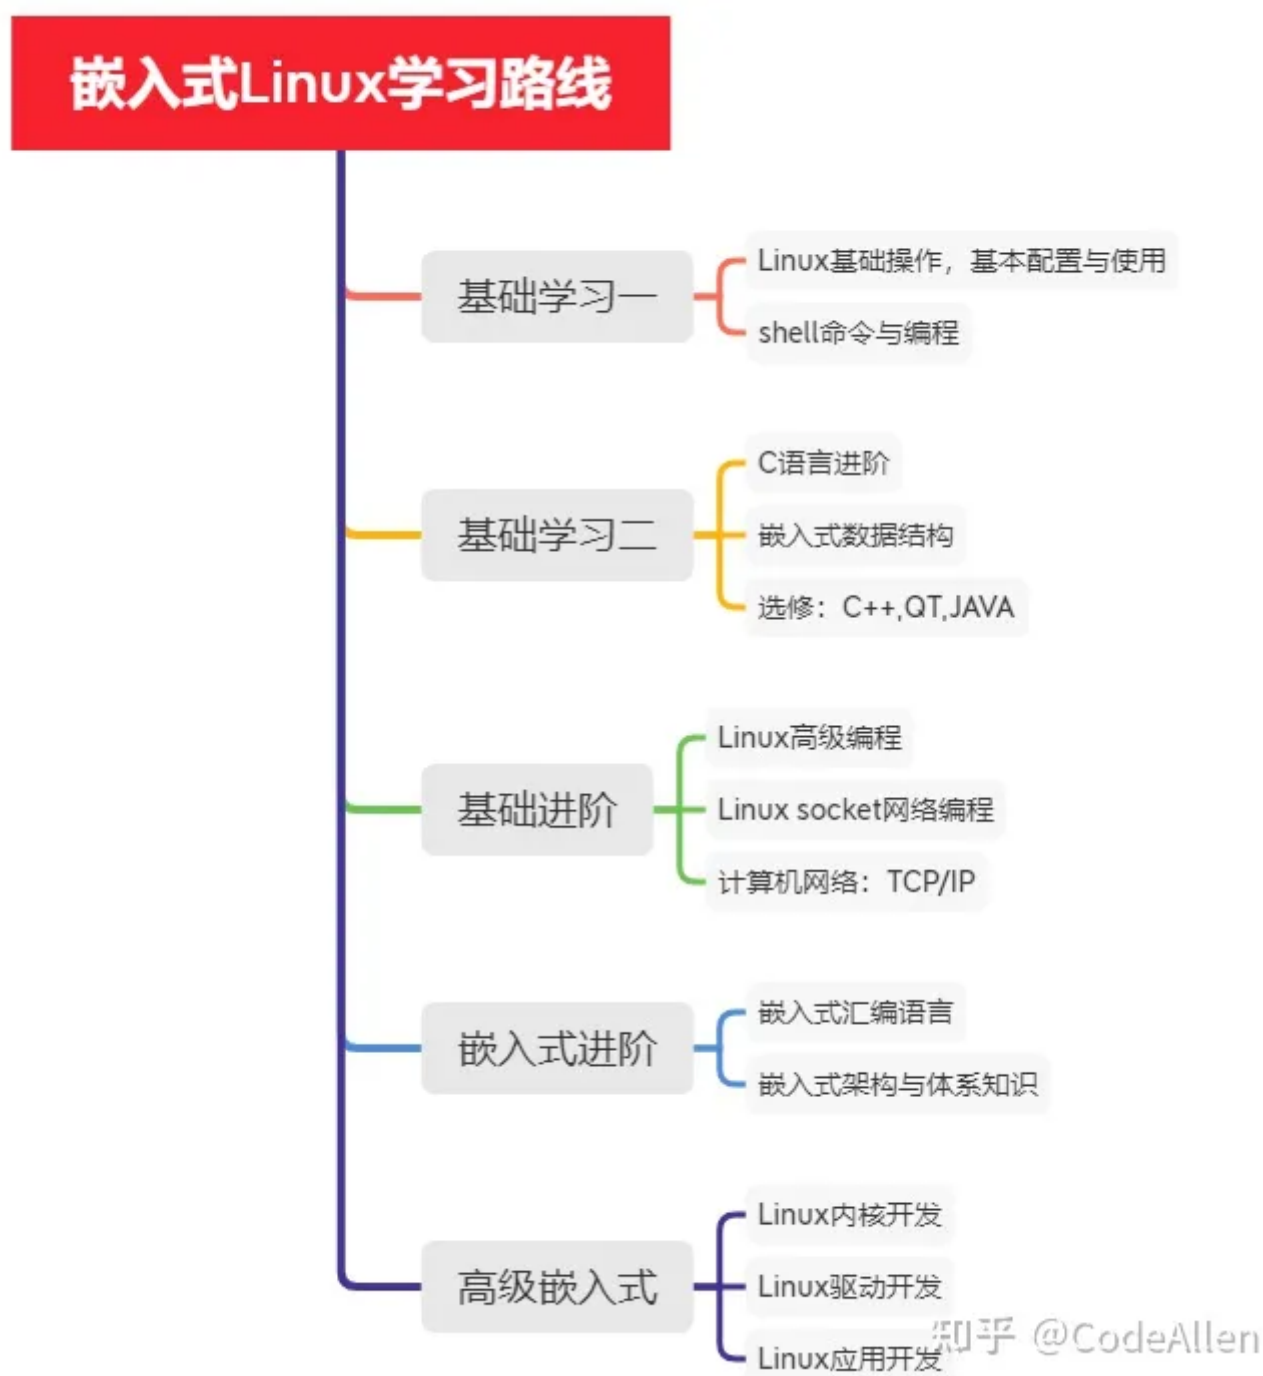 嵌入式Linux学习路线
基础学习一
Linux基础操作，基本配置与使用
shell命令与编程
基础学习二
C语言进阶
嵌入式数据结构
选修：C++,QT,JAVA
基础进阶
Linux高级编程
Linux socket网络编程
计算机网络：TCP/IP
嵌入式进阶
嵌入式汇编语言
嵌入式架构与体系知识
高级嵌入式
Linux内核开发
Linux驱动开发
Linux应用开发
知乎 @CodeAllen